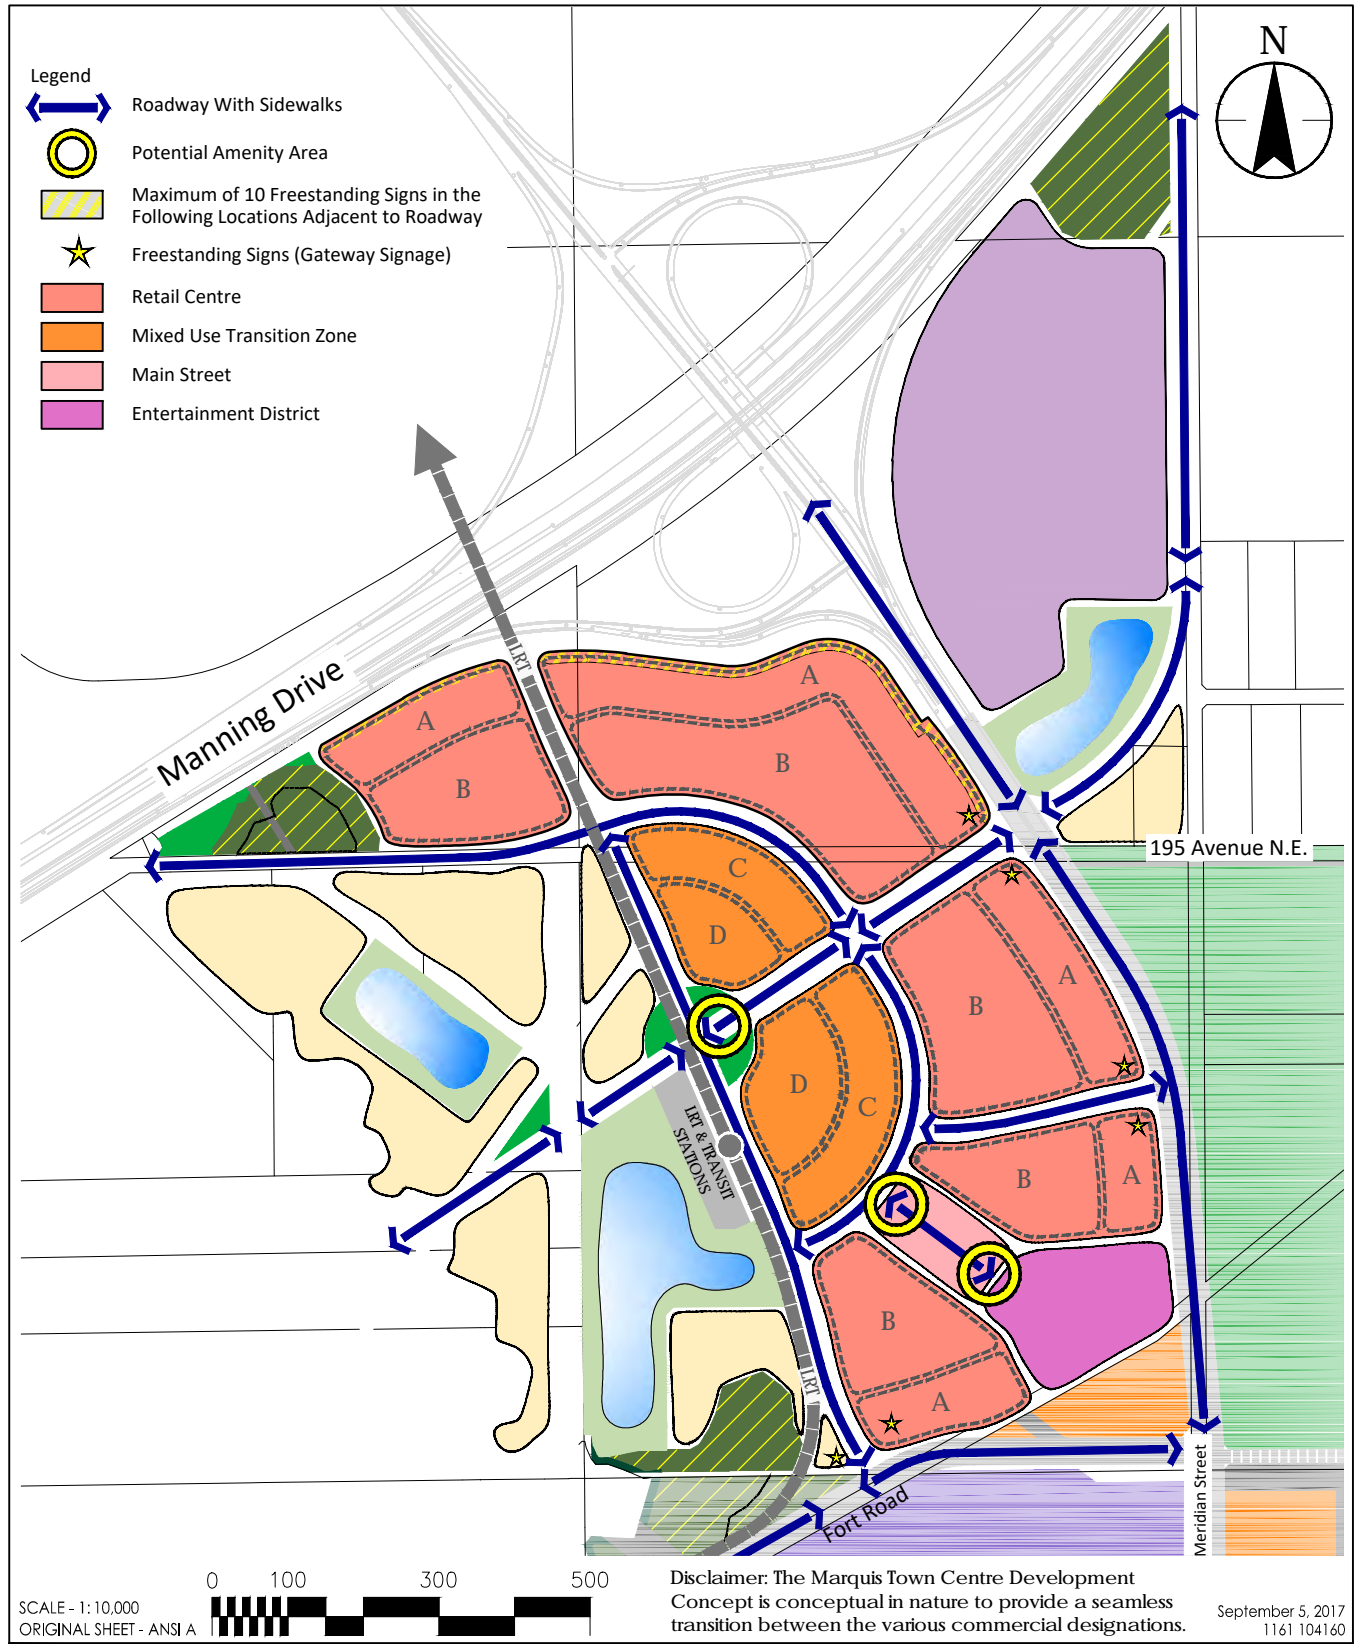 N
Legend
Roadway With Sidewalks
Potential Amenity Area
Maximum of 10 Freestanding Signs in the
Following Locations Adjacent to Roadway
Freestanding Signs (Gateway Signage)
Retail Centre
Mixed Use Transition Zone
Main Street
Entertainment District
LRT
Manning Drive
A
A
B
B
195 Avenue N.E.
C
D
A
B
D
C
LRT & TRANSIT
STATIONS
B
A
B
LRT
A
Meridian Street
Fort Road
0 100 300 500
SCALE - 1:10,000
ORIGINAL SHEET - ANSI A
Disclaimer: The Marquis Town Centre Development
Concept is conceptual in nature to provide a seamless
transition between the various commercial designations.
September 5, 2017
1161 104160